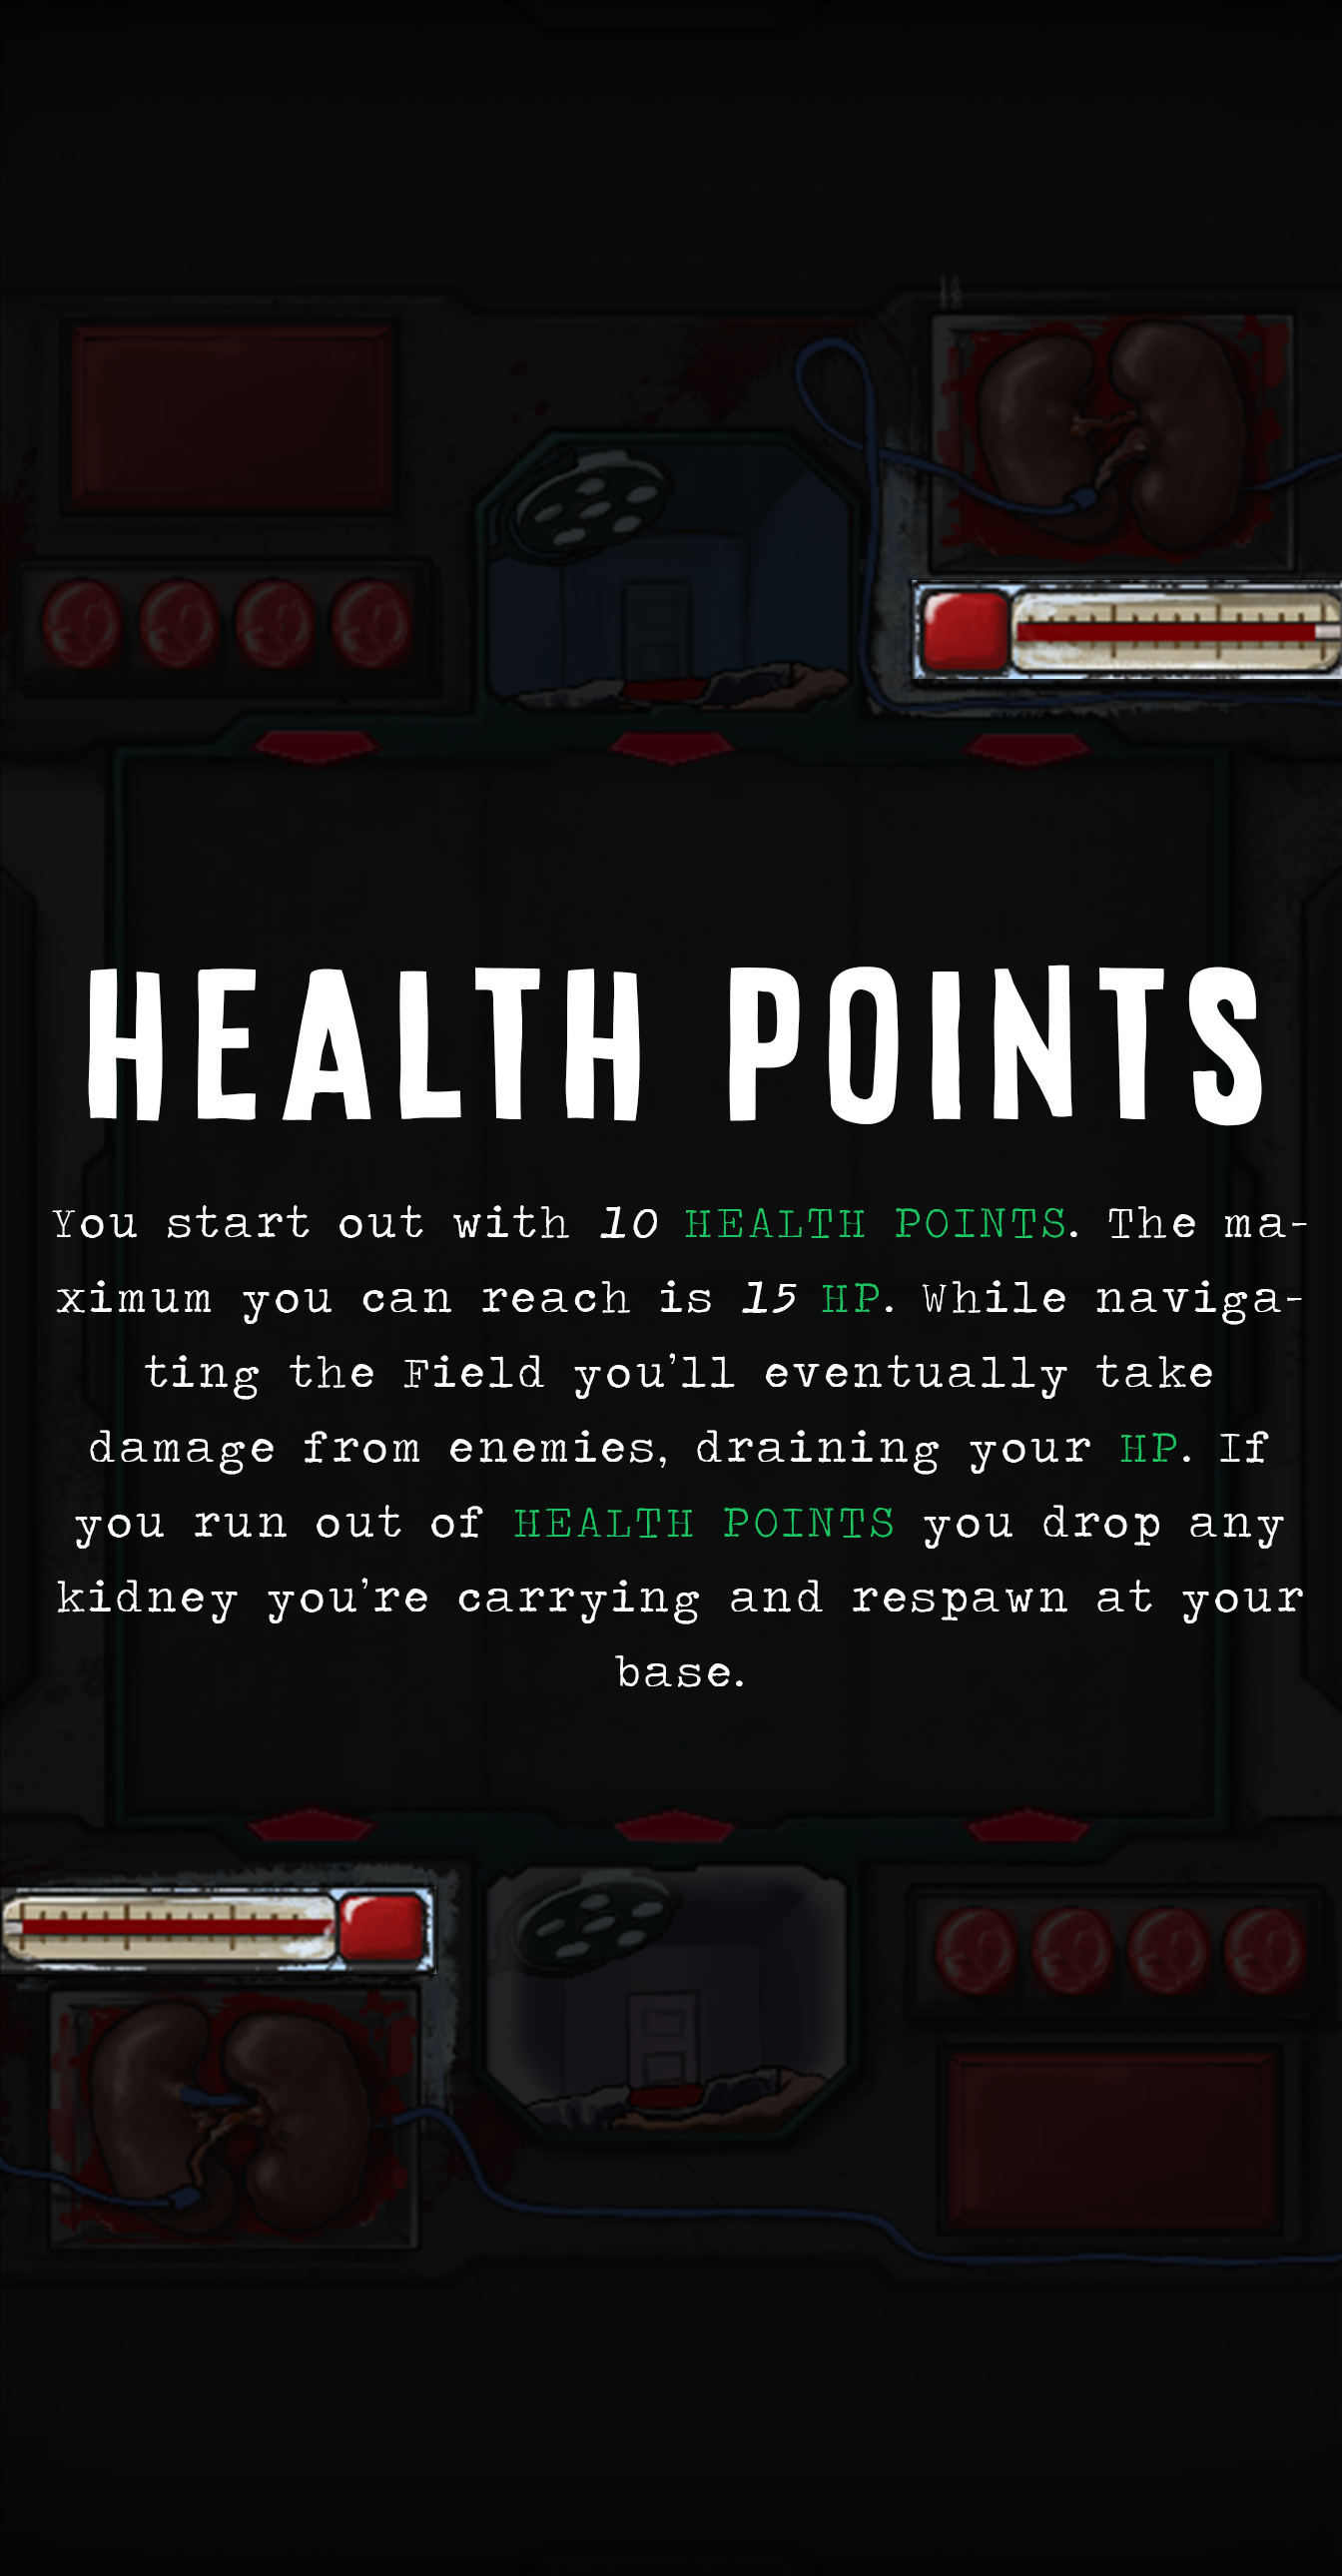 HEALTH POINTS
You start out with 10 HEALTH POINTS. The ma-
ximum you can reach is 15 HP. While naviga-
ting the Field you'll eventually take
damage from enemies, draining your HP. If
you run out of HEALTH POINTS you drop any
kidney you're carrying and respawn at your
base.